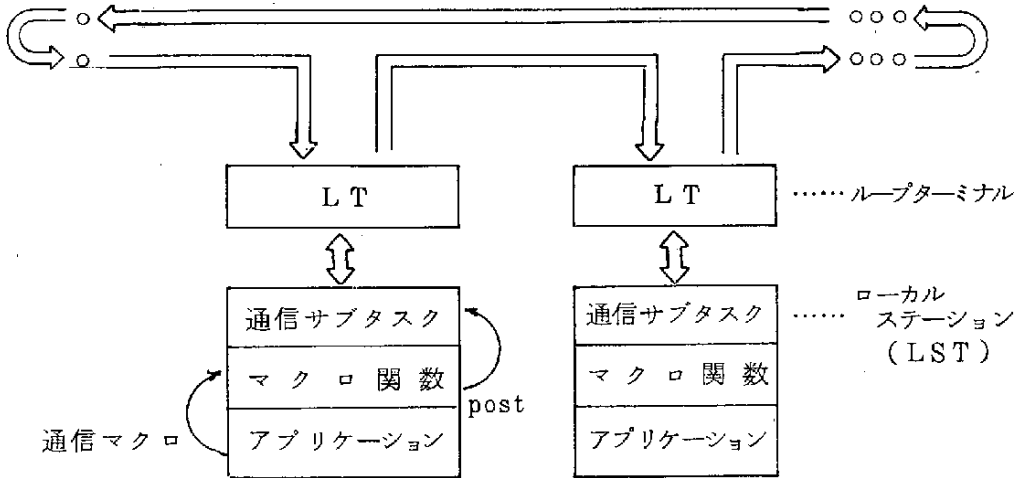 LT
LT
……ループターミナル
通信サブタスク
通信サブタスク
……ローカル
ステーション
(LST)
マクロ関数
マクロ関数
post
通信マクロ
アプリケーション
アプリケーション